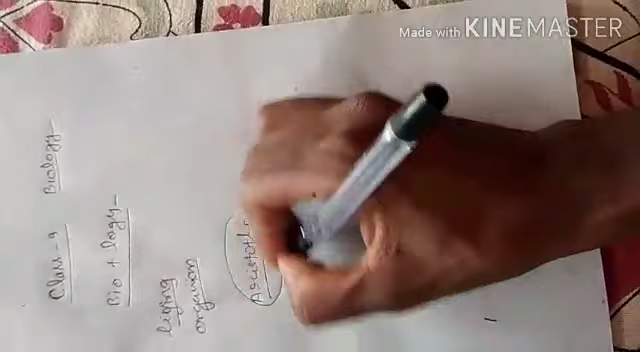 Made with KINEMASTER
Class-9 Biology
Bio + logy-
living
organism